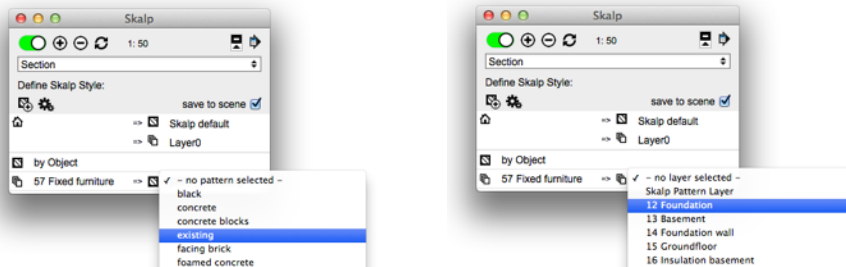 Skalp
1: 50
Section
Define Skalp Style:
save to scene
=> Skalp default
=> Layer0
by Object
57 Fixed furniture => ✓ – no pattern selected –
black
concrete
concrete blocks
existing
facing brick
foamed concrete
Skalp
1: 50
Section
Define Skalp Style:
save to scene
=> Skalp default
=> Layer0
by Object
57 Fixed furniture => ✓ – no layer selected –
Skalp Pattern Layer
12 Foundation
13 Basement
14 Foundation wall
15 Groundfloor
16 Insulation basement